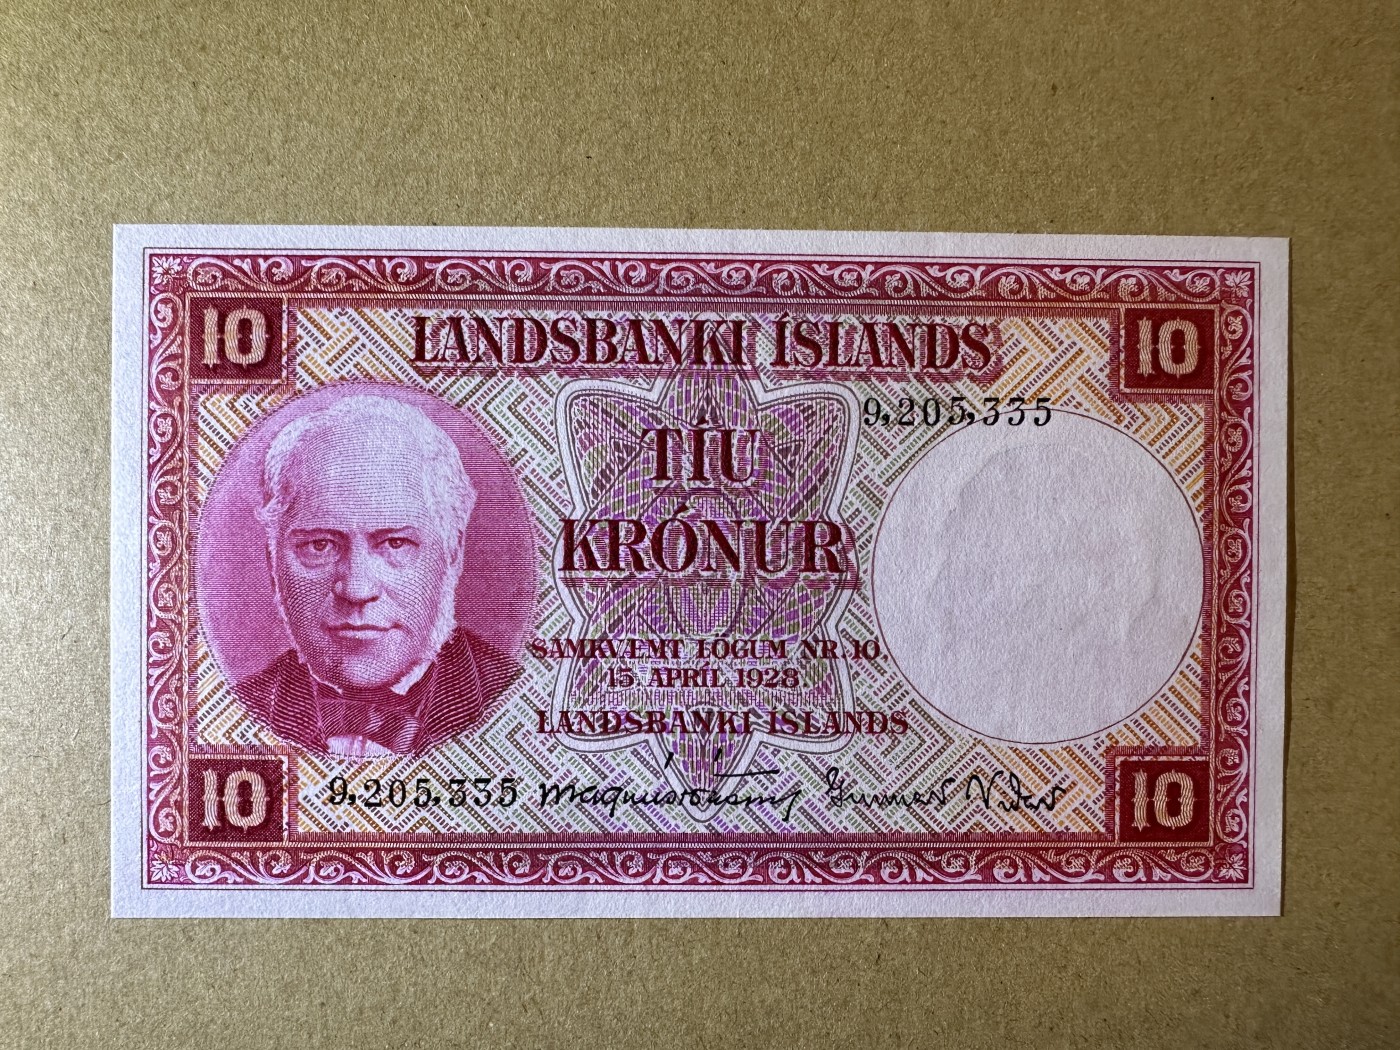 10
LANDSBANKI ÍSLANDS
10
9,205,335
TÍU
KRÓNUR
SAMKVÆMT LÖGUM NR. 10,
15. APRÍL 1928.
LANDSBANKI ÍSLANDS
10
9,205,335
10